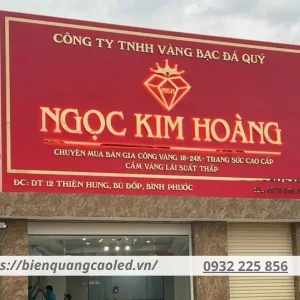 CÔNG TY TNHH VÀNG BẠC ĐÁ QUÝ
NGỌC KIM HOÀNG
CHUYÊN MUA BÁN GIA CÔNG VÀNG 18-24K- TRANG SỨC CAO CẤP
CẦM VÀNG LÃI SUẤT THẤP
ĐC: DT 12 THIỆN HƯNG, BÙ ĐỐP, BÌNH PHƯỚC
s://bienquangcaoled.vn/
0932 225 856